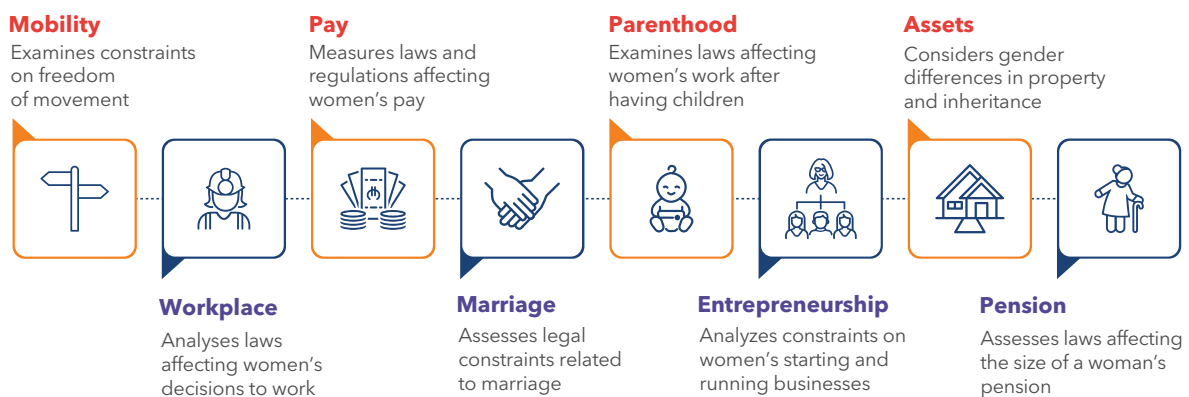 Mobility
Examines constraints
on freedom
of movement
Pay
Measures laws and
regulations affecting
women's pay
Parenthood
Examines laws affecting
women's work after
having children
Assets
Considers gender
differences in property
and inheritance
Workplace
Analyses laws
affecting women's
decisions to work
Marriage
Assesses legal
constraints related
to marriage
Entrepreneurship
Analyzes constraints on
women's starting and
running businesses
Pension
Assesses laws affecting
the size of a woman's
pension